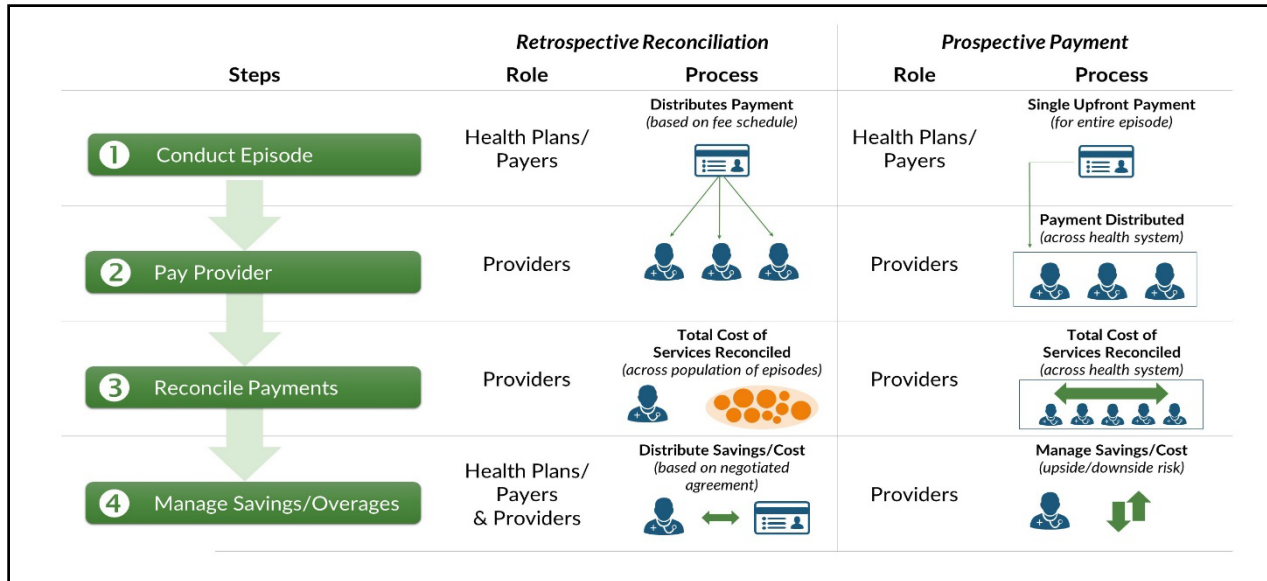 Retrospective Reconciliation
Prospective Payment
Steps
Role
Process
Role
Process
1
Conduct Episode
Health Plans/
Payers
Distributes Payment
(based on fee schedule)
Health Plans/
Payers
Single Upfront Payment
(for entire episode)
2
Pay Provider
Providers
Providers
Payment Distributed
(across health system)
3
Reconcile Payments
Providers
Total Cost of
Services Reconciled
(across population of episodes)
Providers
Total Cost of
Services Reconciled
(across health system)
4
Manage Savings/Overages
Health Plans/
Payers
& Providers
Distribute Savings/Cost
(based on negotiated
agreement)
Providers
Manage Savings/Cost
(upside/downside risk)